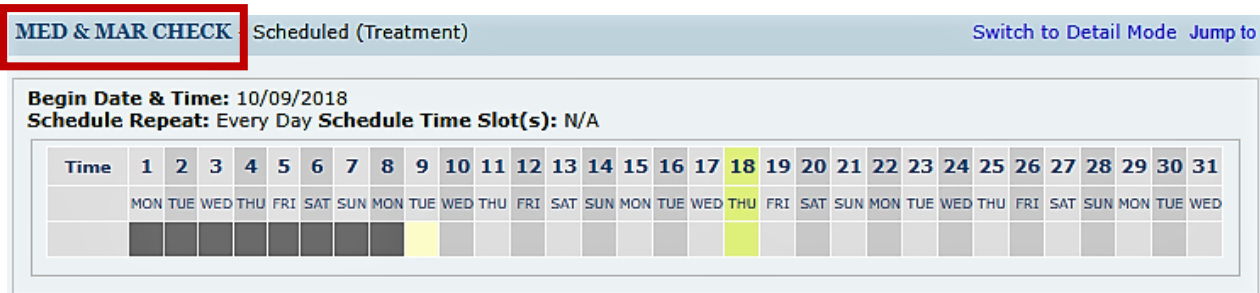 MED & MAR CHECK - Scheduled (Treatment) Switch to Detail Mode Jump to
Begin Date & Time: 10/09/2018
Schedule Repeat: Every Day Schedule Time Slot(s): N/A
Time 1 2 3 4 5 6 7 8 9 10 11 12 13 14 15 16 17 18 19 20 21 22 23 24 25 26 27 28 29 30 31
MON TUE WED THU FRI SAT SUN MON TUE WED THU FRI SAT SUN MON TUE WED THU FRI SAT SUN MON TUE WED THU FRI SAT SUN MON TUE WED